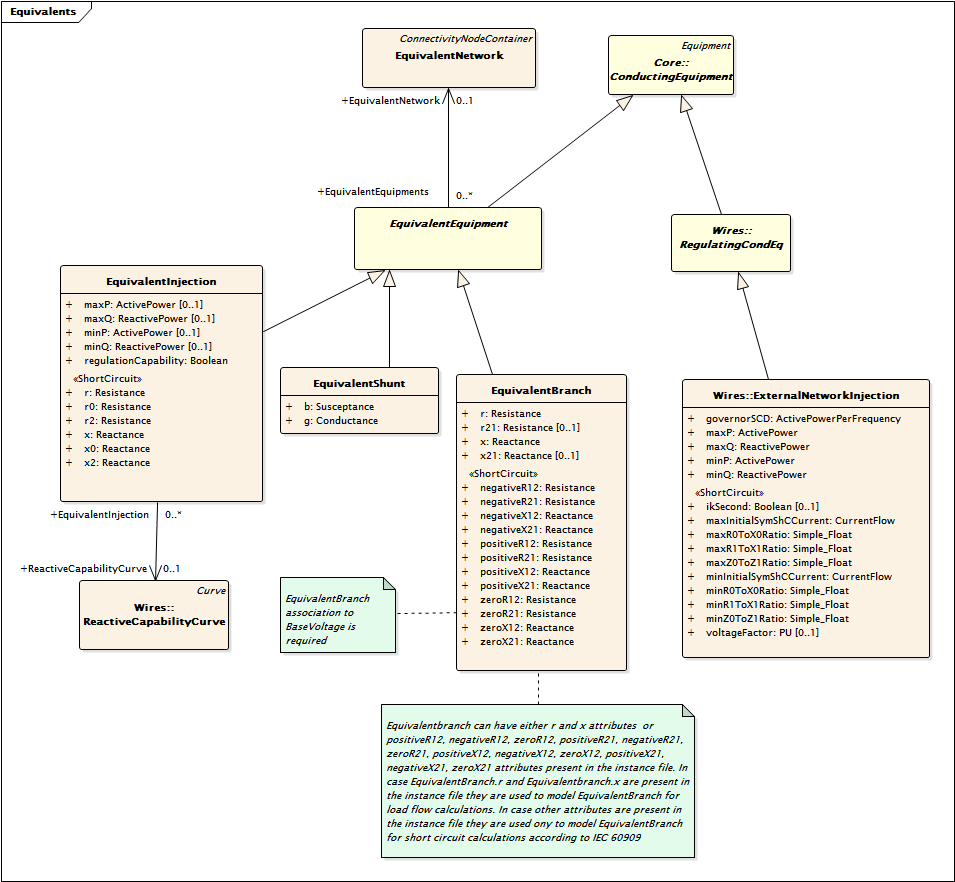 Equivalents
ConnectivityNodeContainer
EquivalentNetwork
Equipment
Core::
ConductingEquipment
+EquivalentNetwork
0..1
+EquivalentEquipments
0..*
EquivalentEquipment
Wires::
RegulatingCondEq
EquivalentInjection
+ maxP: ActivePower [0..1]
+ maxQ: ReactivePower [0..1]
+ minP: ActivePower [0..1]
+ minQ: ReactivePower [0..1]
+ regulationCapability: Boolean
«ShortCircuit»
+ r: Resistance
+ r0: Resistance
+ r2: Resistance
+ x: Reactance
+ x0: Reactance
+ x2: Reactance
EquivalentShunt
+ b: Susceptance
+ g: Conductance
EquivalentBranch
+ r: Resistance
+ r21: Resistance [0..1]
+ x: Reactance
+ x21: Reactance [0..1]
«ShortCircuit»
+ negativeR12: Resistance
+ negativeR21: Resistance
+ negativeX12: Reactance
+ negativeX21: Reactance
+ positiveR12: Resistance
+ positiveR21: Resistance
+ positiveX12: Reactance
+ positiveX21: Reactance
+ zeroR12: Resistance
+ zeroR21: Resistance
+ zeroX12: Reactance
+ zeroX21: Reactance
Wires::ExternalNetworkInjection
+ governorSCD: ActivePowerPerFrequency
+ maxP: ActivePower
+ maxQ: ReactivePower
+ minP: ActivePower
+ minQ: ReactivePower
«ShortCircuit»
+ ikSecond: Boolean [0..1]
+ maxInitialSymShCCurrent: CurrentFlow
+ maxR0ToX0Ratio: Simple_Float
+ maxR1ToX1Ratio: Simple_Float
+ maxZ0ToZ1Ratio: Simple_Float
+ minInitialSymShCCurrent: CurrentFlow
+ minR0ToX0Ratio: Simple_Float
+ minR1ToX1Ratio: Simple_Float
+ minZ0ToZ1Ratio: Simple_Float
+ voltageFactor: PU [0..1]
+EquivalentInjection
0..*
+ReactiveCapabilityCurve
0..1
Curve
Wires::
ReactiveCapabilityCurve
EquivalentBranch
association to
BaseVoltage is
required
Equivalentbranch can have either r and x attributes or
positiveR12, negativeR12, zeroR12, positiveR21, negativeR21,
zeroR21, positiveX12, negativeX12, zeroX12, positiveX21,
negativeX21, zeroX21 attributes present in the instance file. In
case EquivalentBranch.r and Equivalentbranch.x are present in
the instance file they are used to model EquivalentBranch for
load flow calculations. In case other attributes are present in
the instance file they are used ony to model EquivalentBranch
for short circuit calculations according to IEC 60909